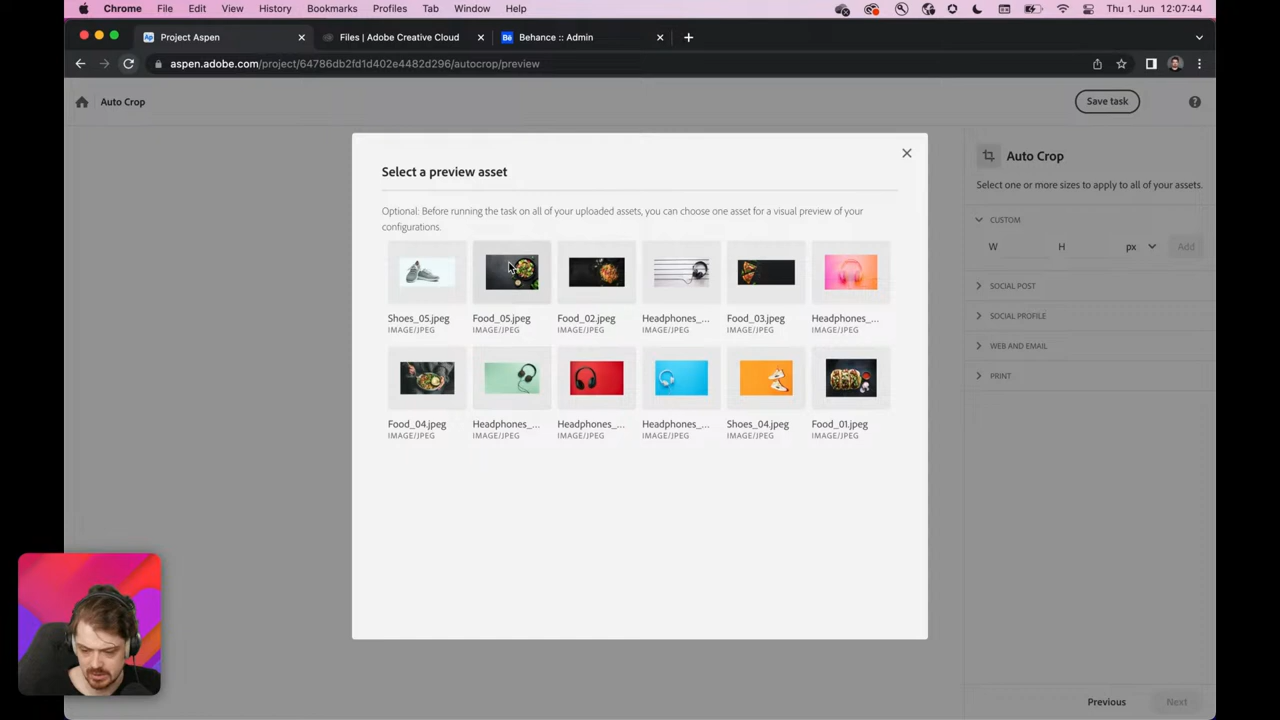 Chrome File Edit View History Bookmarks Profiles Tab Window Help Thu 1. Jun 12:07:44
Ap Project Aspen Files | Adobe Creative Cloud Bē Behance :: Admin
aspen.adobe.com/project/64786db2fd1d402e4482d296/autocrop/preview
Auto Crop Save task
Select a preview asset
Optional: Before running the task on all of your uploaded assets, you can choose one asset for a visual preview of your
configurations.
Shoes_05.jpeg Food_05.jpeg Food_02.jpeg Headphones_... Food_03.jpeg Headphones_...
IMAGE/JPEG IMAGE/JPEG IMAGE/JPEG IMAGE/JPEG IMAGE/JPEG IMAGE/JPEG
Food_04.jpeg Headphones_... Headphones_... Headphones_... Shoes_04.jpeg Food_01.jpeg
IMAGE/JPEG IMAGE/JPEG IMAGE/JPEG IMAGE/JPEG IMAGE/JPEG IMAGE/JPEG
Auto Crop
Select one or more sizes to apply to all of your assets.
CUSTOM
W H px Add
SOCIAL POST
SOCIAL PROFILE
WEB AND EMAIL
PRINT
Previous Next